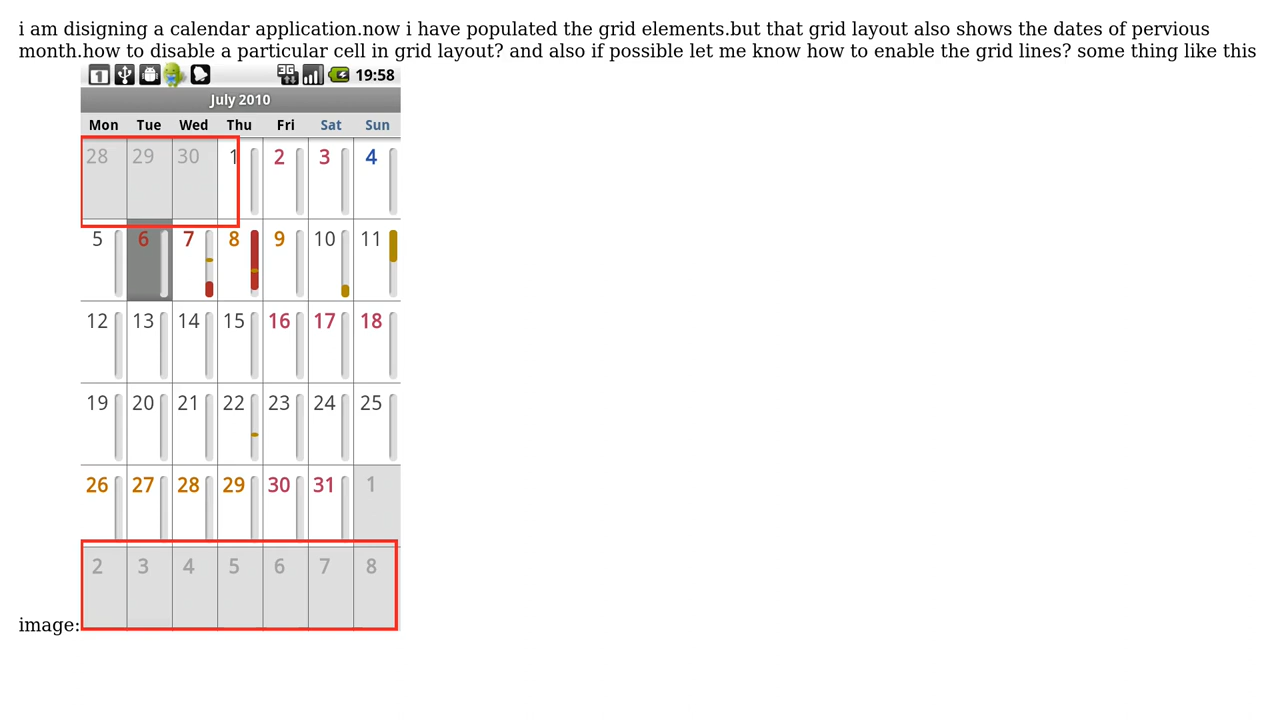 i am disigning a calendar application.now i have populated the grid elements.but that grid layout also shows the dates of pervious
month.how to disable a particular cell in grid layout? and also if possible let me know how to enable the grid lines? some thing like this
1 3G 19:58
July 2010
Mon Tue Wed Thu Fri Sat Sun
28 29 30 1 2 3 4
5 6 7 8 9 10 11
12 13 14 15 16 17 18
19 20 21 22 23 24 25
26 27 28 29 30 31 1
2 3 4 5 6 7 8
image: